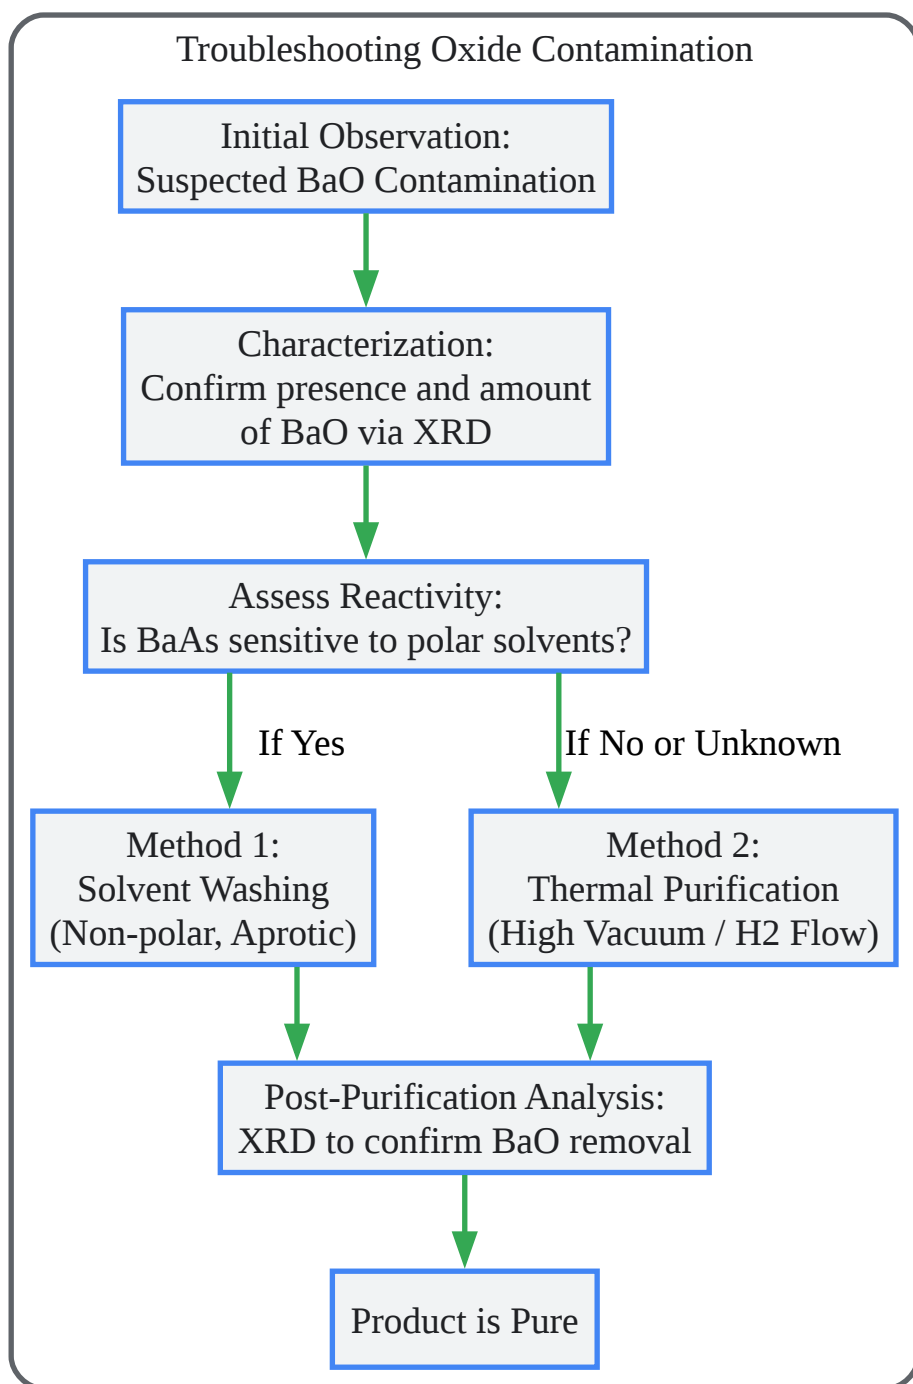 Troubleshooting Oxide Contamination
Initial Observation:
Suspected BaO Contamination
Characterization:
Confirm presence and amount
of BaO via XRD
Assess Reactivity:
Is BaAs sensitive to polar solvents?
If Yes
If No or Unknown
Method 1:
Solvent Washing
(Non-polar, Aprotic)
Method 2:
Thermal Purification
(High Vacuum / H2 Flow)
Post-Purification Analysis:
XRD to confirm BaO removal
Product is Pure